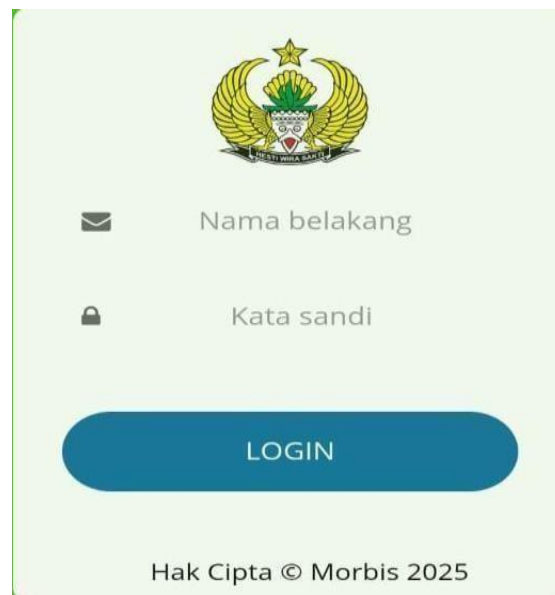 HESTI WIRA SAKTI
Nama belakang
Kata sandi
LOGIN
Hak Cipta © Morbis 2025